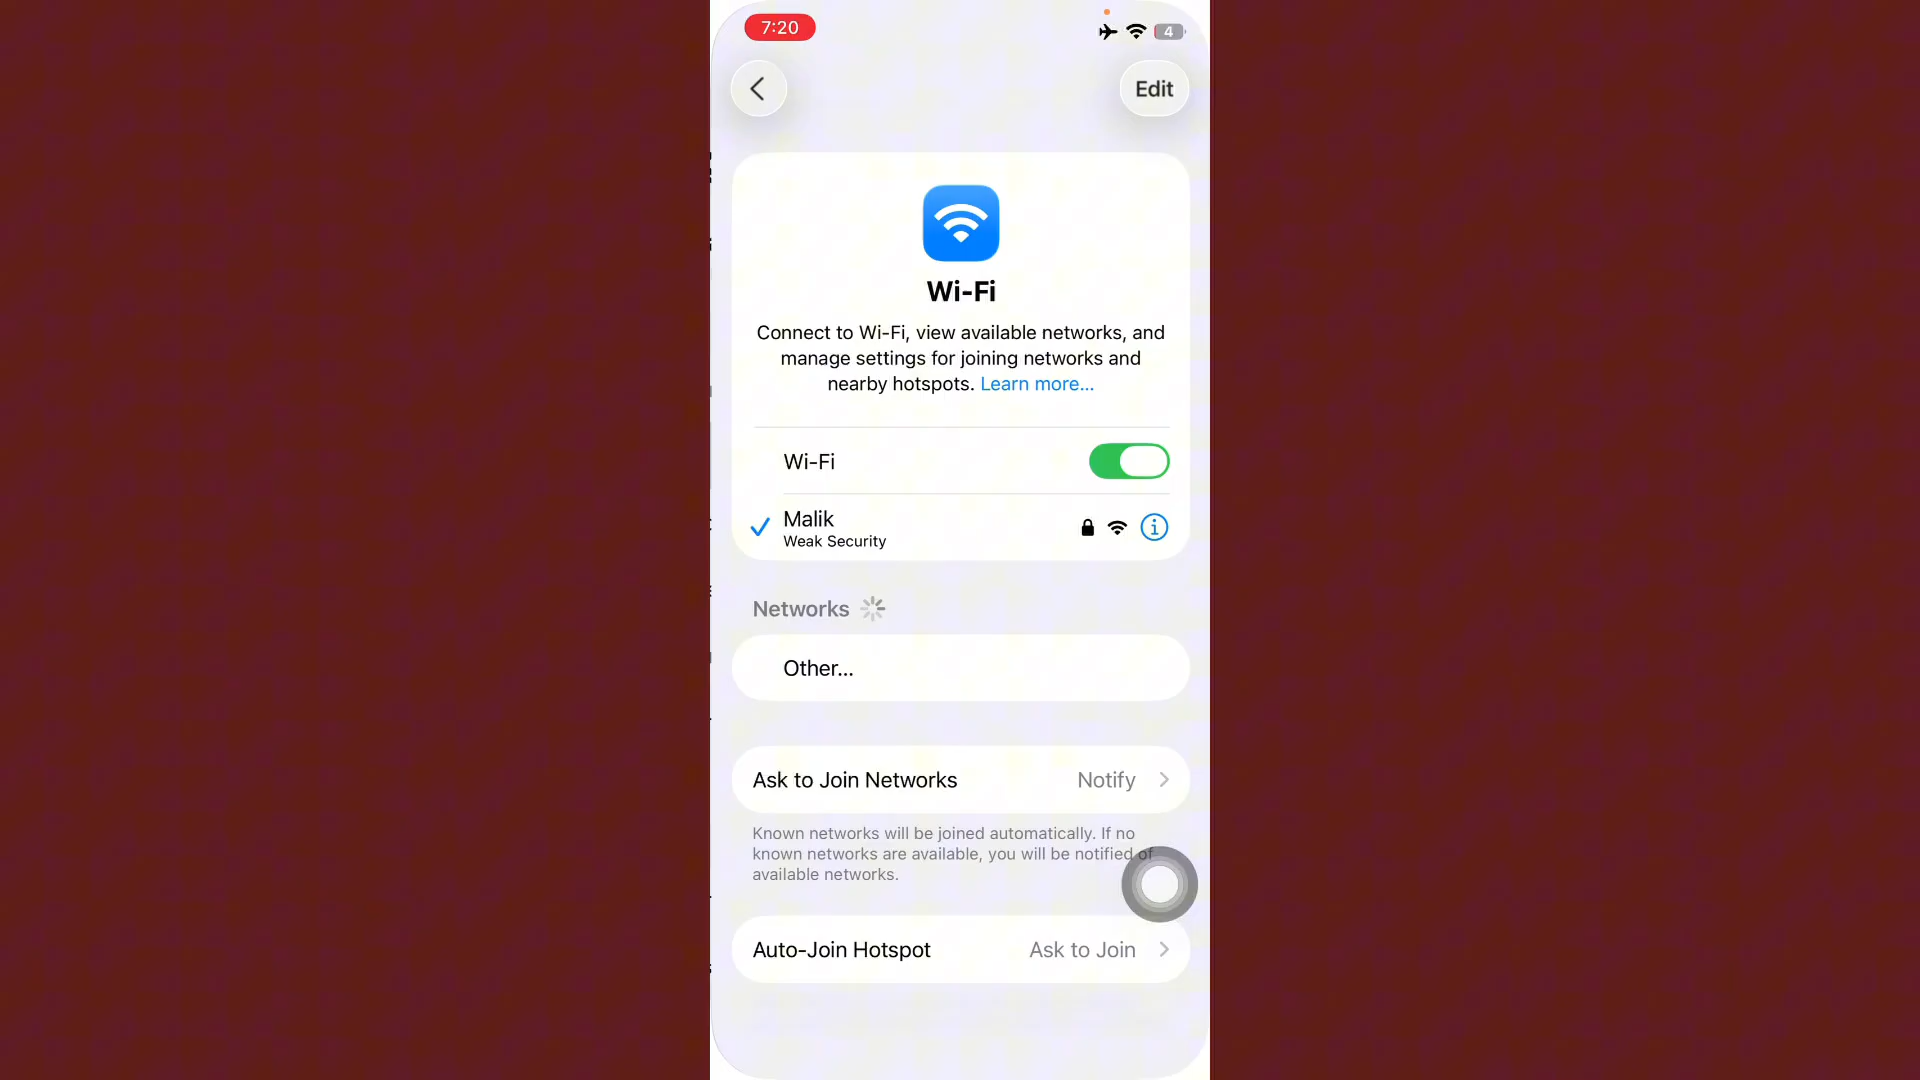 7:20
4
Edit
Wi-Fi
Connect to Wi-Fi, view available networks, and
manage settings for joining networks and
nearby hotspots. Learn more...
Wi-Fi
Malik
Weak Security
Networks
Other...
Ask to Join Networks Notify
Known networks will be joined automatically. If no
known networks are available, you will be notified of
available networks.
Auto-Join Hotspot Ask to Join